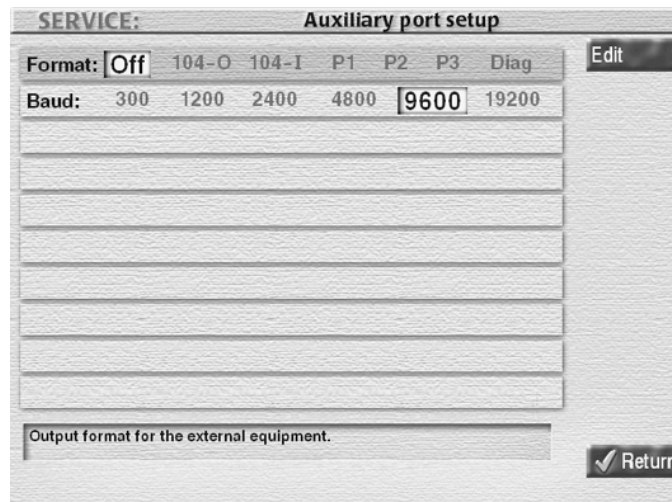 SERVICE: Auxiliary port setup
Format: Off 104-O 104-I P1 P2 P3 Diag
Edit
Baud: 300 1200 2400 4800 9600 19200
Output format for the external equipment.
Return